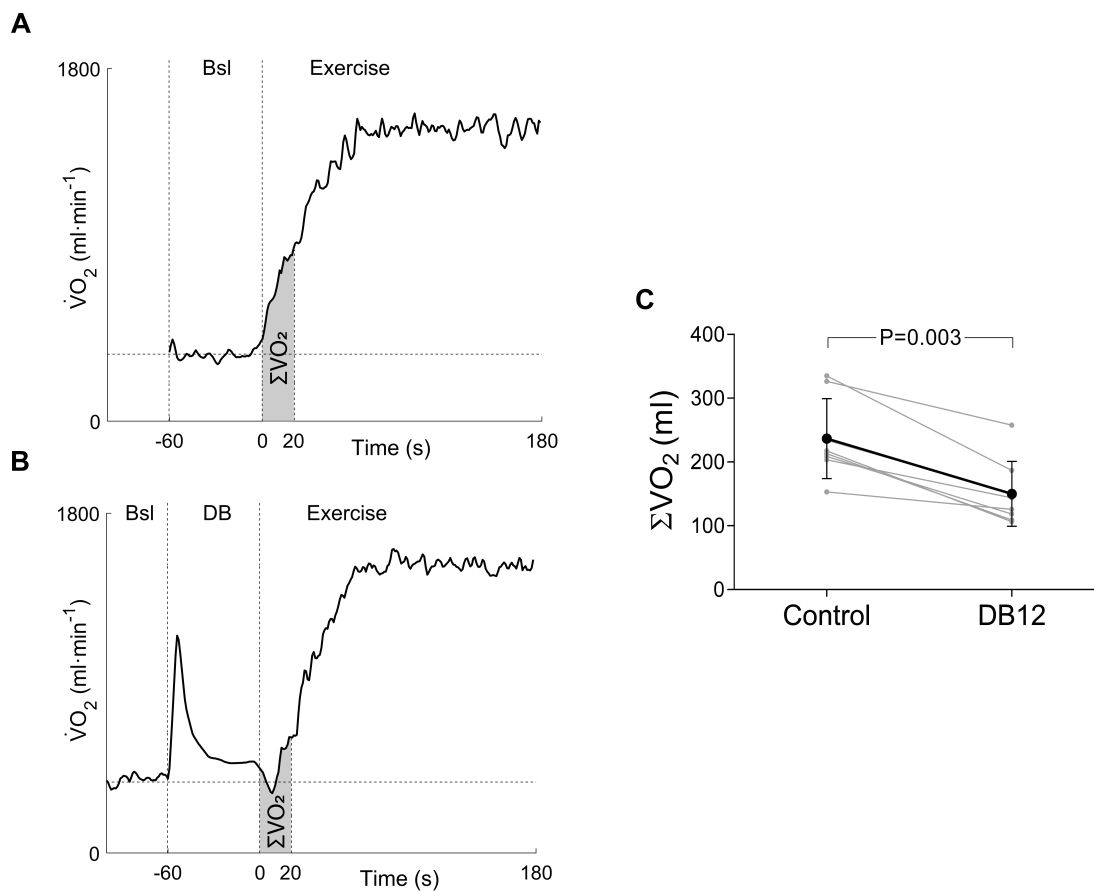 A
1800
Bsl
Exercise
V̇O₂ (ml·min⁻¹)
ΣVO₂
0
-60
0
20
180
Time (s)
B
1800
Bsl
DB
Exercise
V̇O₂ (ml·min⁻¹)
ΣVO₂
0
-60
0
20
180
Time (s)
C
400
P=0.003
300
ΣVO₂ (ml)
200
100
0
Control
DB12